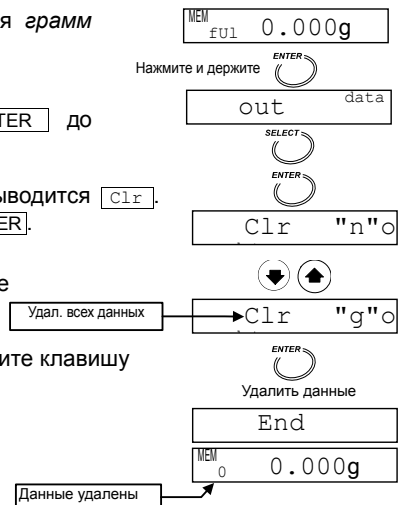 я грамм
MEM fUl 0.000g
Нажмите и держите ENTER
out data
TER до
SELECT
ENTER
ыводится Clr .
ER.
Clr "n"o
е
Удал. всех данных
Clr "g"o
ите клавишу
ENTER
Удалить данные
End
MEM 0 0.000g
Данные удалены